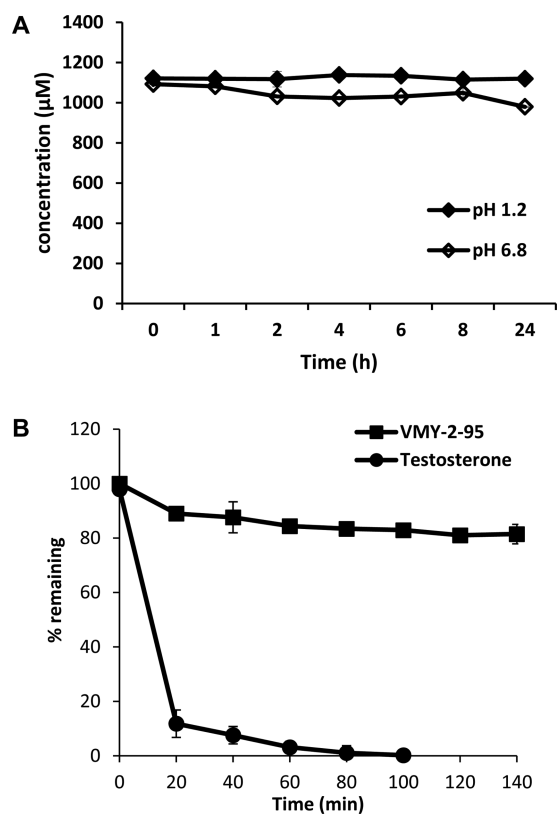 A
1400
1200
1000
800
600
400
200
0
concentration (µM)
pH 1.2
pH 6.8
0 1 2 4 6 8 24
Time (h)
B
120
100
80
60
40
20
0
% remaining
VMY-2-95
Testosterone
0 20 40 60 80 100 120 140
Time (min)